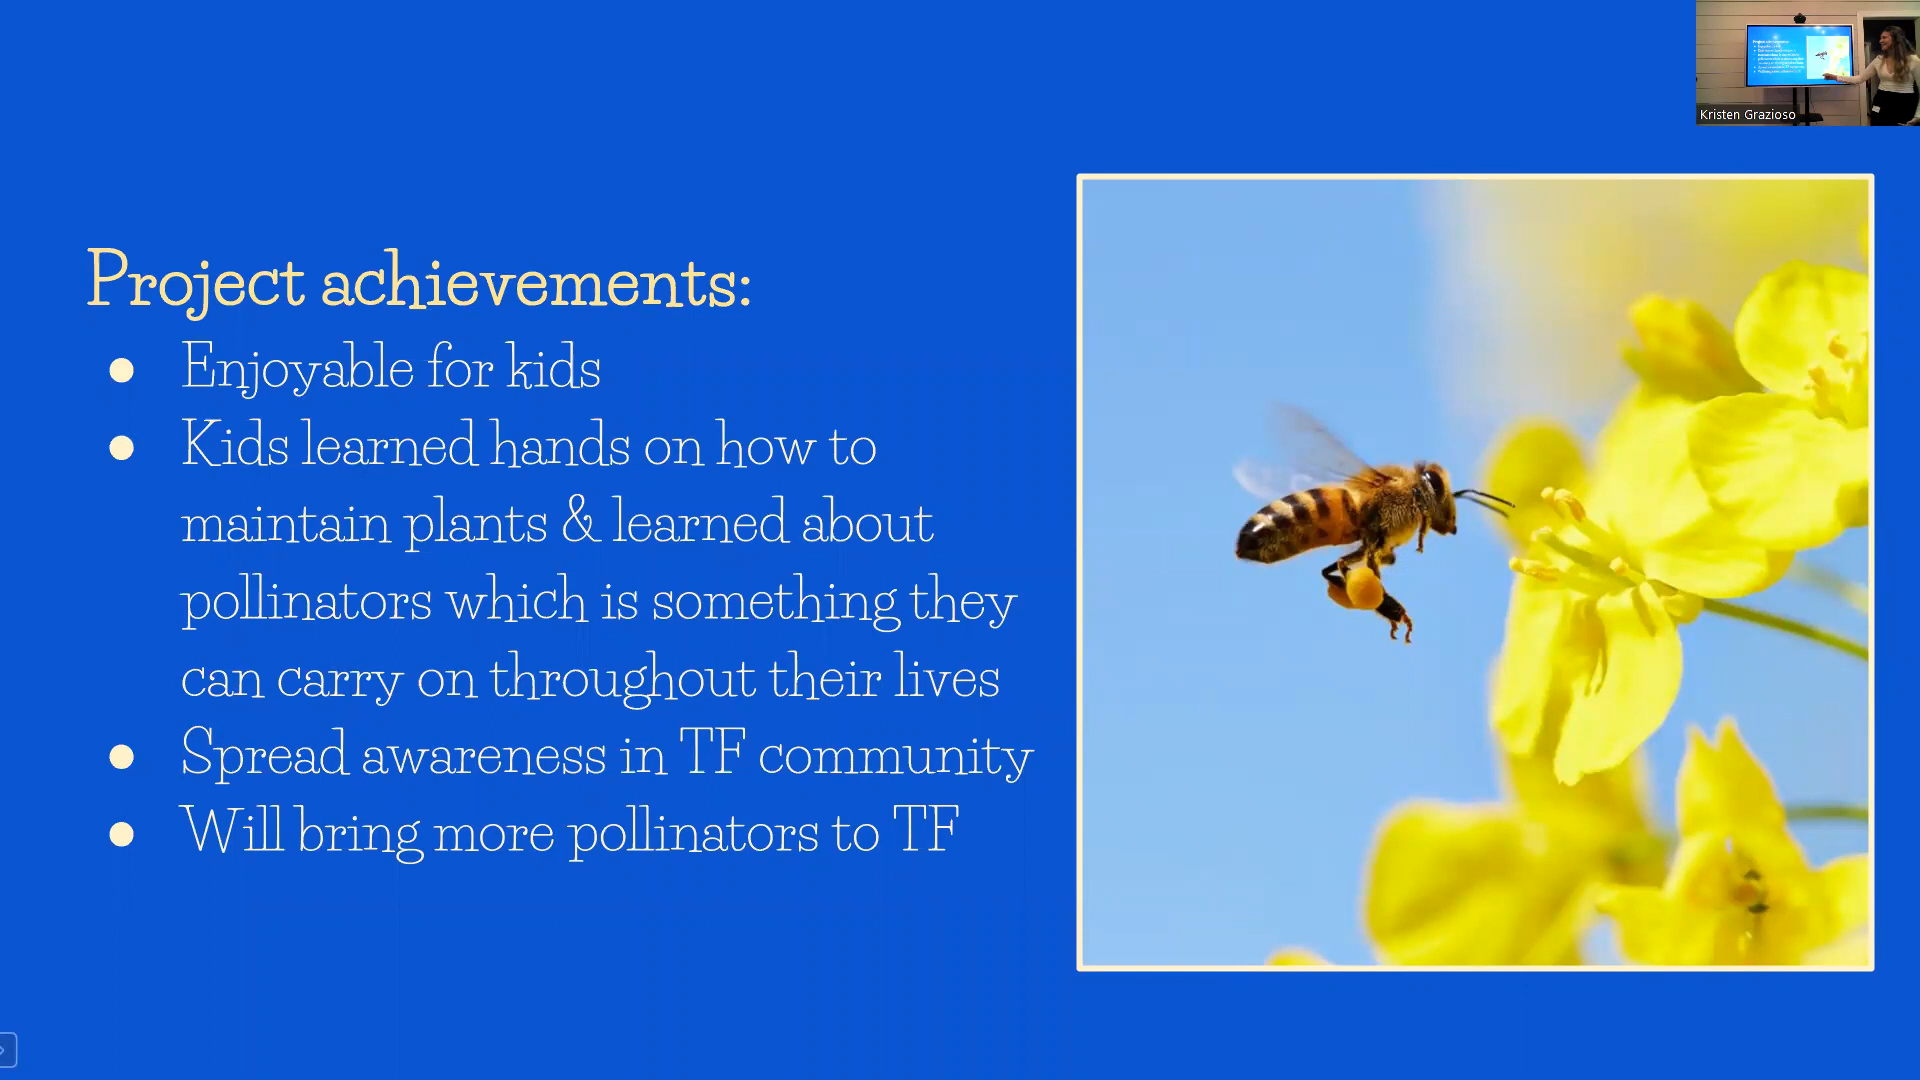 Kristen Grazioso
Project achievements:
Enjoyable for kids
Kids learned hands on how to
maintain plants & learned about
pollinators which is something they
can carry on throughout their lives
Spread awareness in TF community
Will bring more pollinators to TF